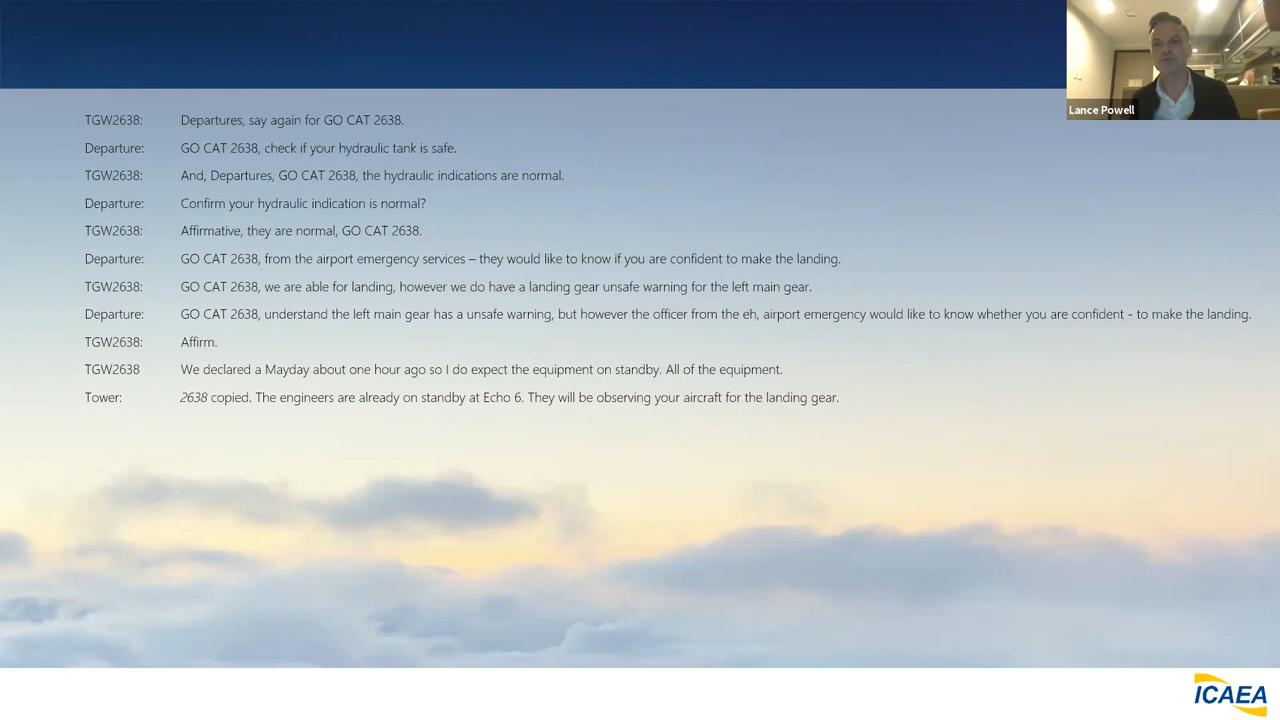 Lance Powell
TGW2638: Departures, say again for GO CAT 2638.
Departure: GO CAT 2638, check if your hydraulic tank is safe.
TGW2638: And, Departures, GO CAT 2638, the hydraulic indications are normal.
Departure: Confirm your hydraulic indication is normal?
TGW2638: Affirmative, they are normal, GO CAT 2638.
Departure: GO CAT 2638, from the airport emergency services – they would like to know if you are confident to make the landing.
TGW2638: GO CAT 2638, we are able for landing, however we do have a landing gear unsafe warning for the left main gear.
Departure: GO CAT 2638, understand the left main gear has a unsafe warning, but however the officer from the eh, airport emergency would like to know whether you are confident - to make the landing.
TGW2638: Affirm.
TGW2638 We declared a Mayday about one hour ago so I do expect the equipment on standby. All of the equipment.
Tower: 2638 copied. The engineers are already on standby at Echo 6. They will be observing your aircraft for the landing gear.
ICAEA